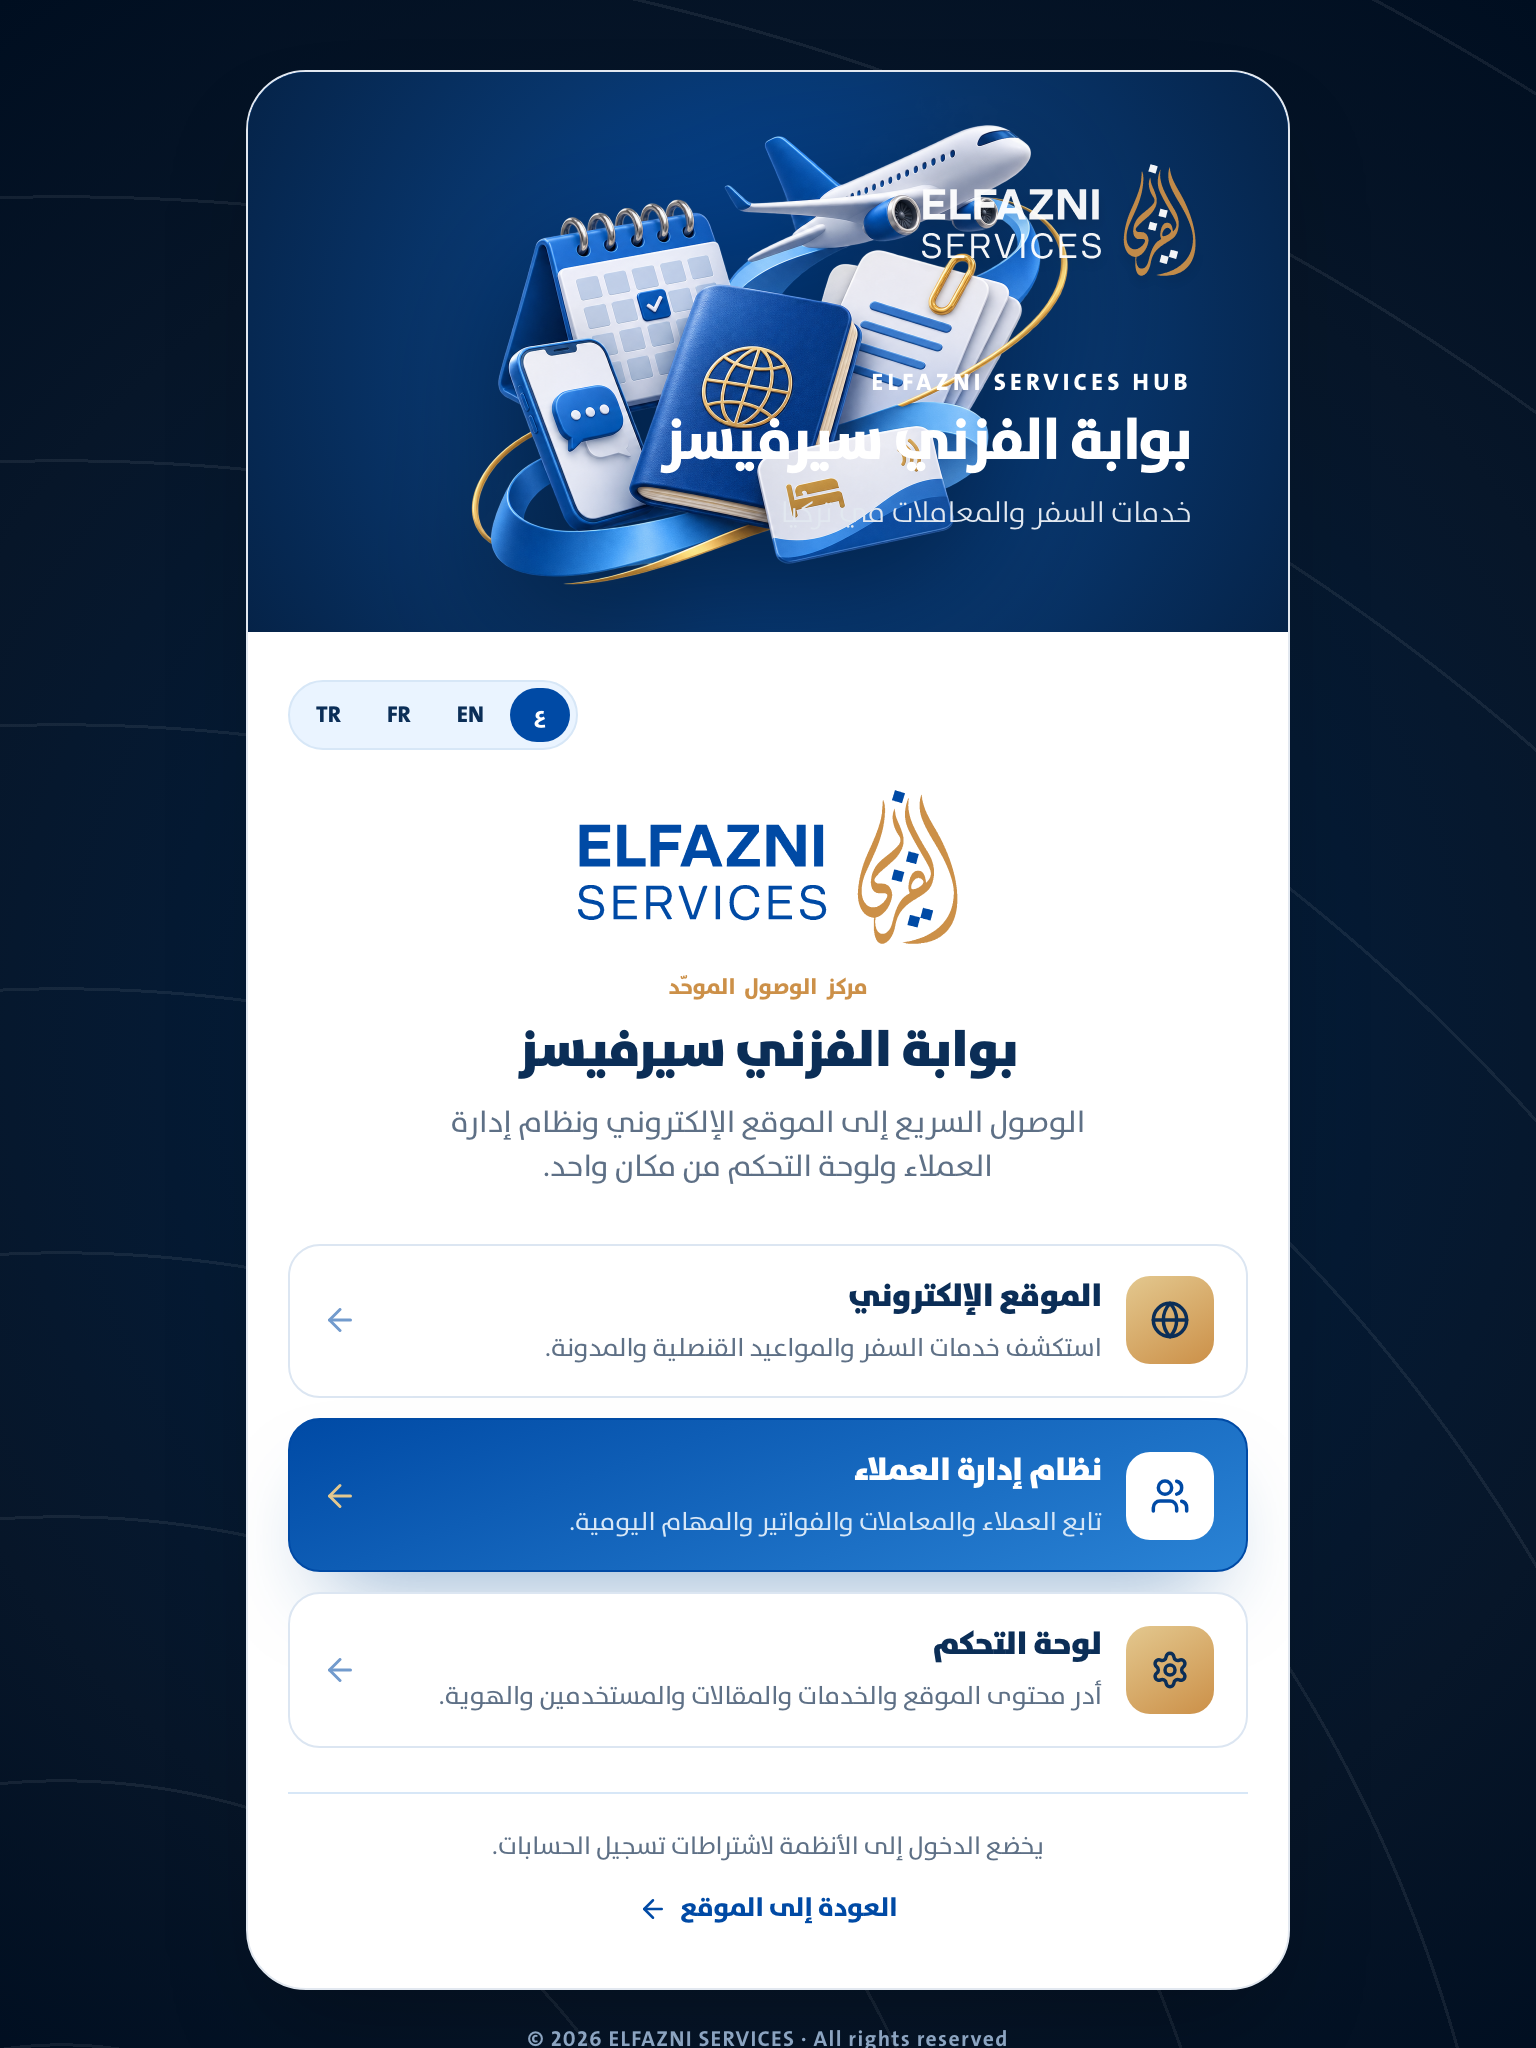 ELFAZNI
SERVICES
ELFAZNI SERVICES HUB
بوابة الفزني سيرفيسز
خدمات السفر والمعاملات في تركيا
ع EN FR TR
ELFAZNI
SERVICES
الفزني
مركز الوصول الموحّد
بوابة الفزني سيرفيسز
الوصول السريع إلى الموقع الإلكتروني ونظام إدارة
العملاء ولوحة التحكم من مكان واحد.
الموقع الإلكتروني
استكشف خدمات السفر والمواعيد القنصلية والمدونة.
نظام إدارة العملاء
تابع العملاء والمعاملات والفواتير والمهام اليومية.
لوحة التحكم
أدر محتوى الموقع والخدمات والمقالات والمستخدمين والهوية.
يخضع الدخول إلى الأنظمة لاشتراطات تسجيل الحسابات.
العودة إلى الموقع
© 2026 ELFAZNI SERVICES · All rights reserved